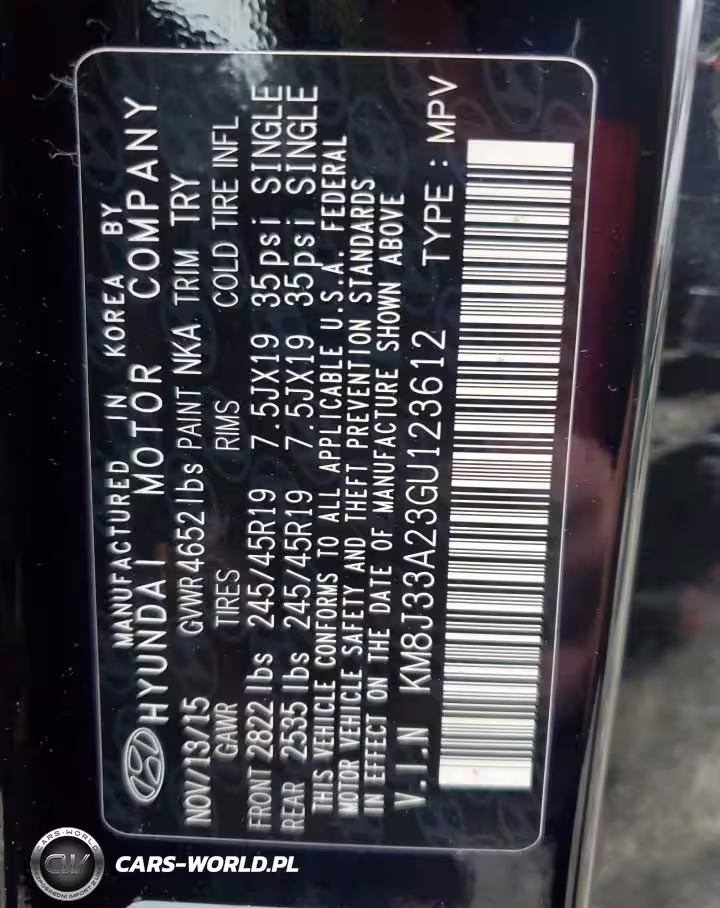 MANUFACTURED IN KOREA BY
HYUNDAI MOTOR COMPANY
NOV/13/15 GVWR 4652 lbs PAINT NKA TRIM TRY
GAWR TIRES RIMS COLD TIRE INFL
FRONT 2822 lbs 245/45R19 7.5JX19 35psi SINGLE
REAR 2535 lbs 245/45R19 7.5JX19 35psi SINGLE
THIS VEHICLE CONFORMS TO ALL APPLICABLE U.S.A. FEDERAL
MOTOR VEHICLE SAFETY AND THEFT PREVENTION STANDARDS
IN EFFECT ON THE DATE OF MANUFACTURE SHOWN ABOVE
V.I.N KM8J33A23GU123612 TYPE : MPV
CARS-WORLD
CW
CARS-WORLD.PL